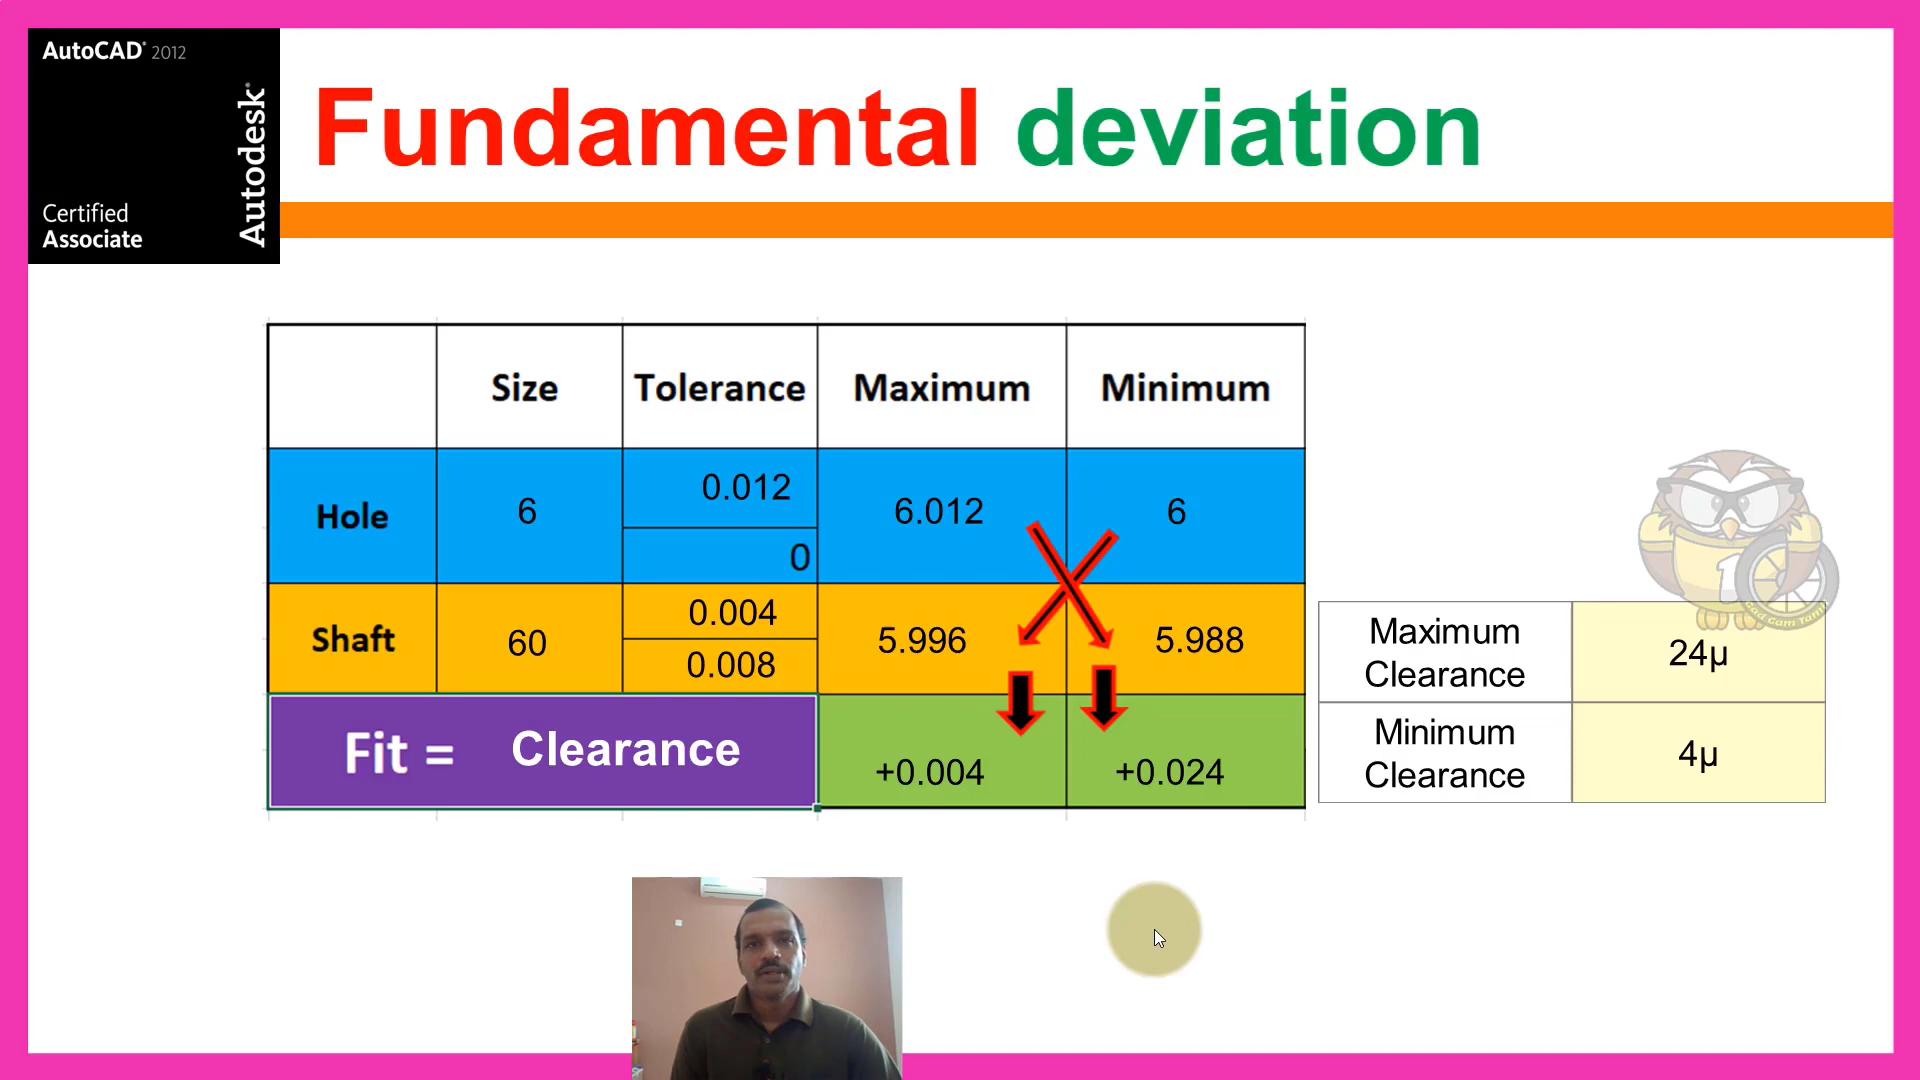 AutoCAD® 2012
Autodesk®
Certified
Associate
Fundamental deviation
Size Tolerance Maximum Minimum
Hole 6 0.012 6.012 6
0
Shaft 60 0.004 5.996 5.988
0.008
Fit = Clearance +0.004 +0.024
Maximum
Clearance 24µ
Minimum
Clearance 4µ